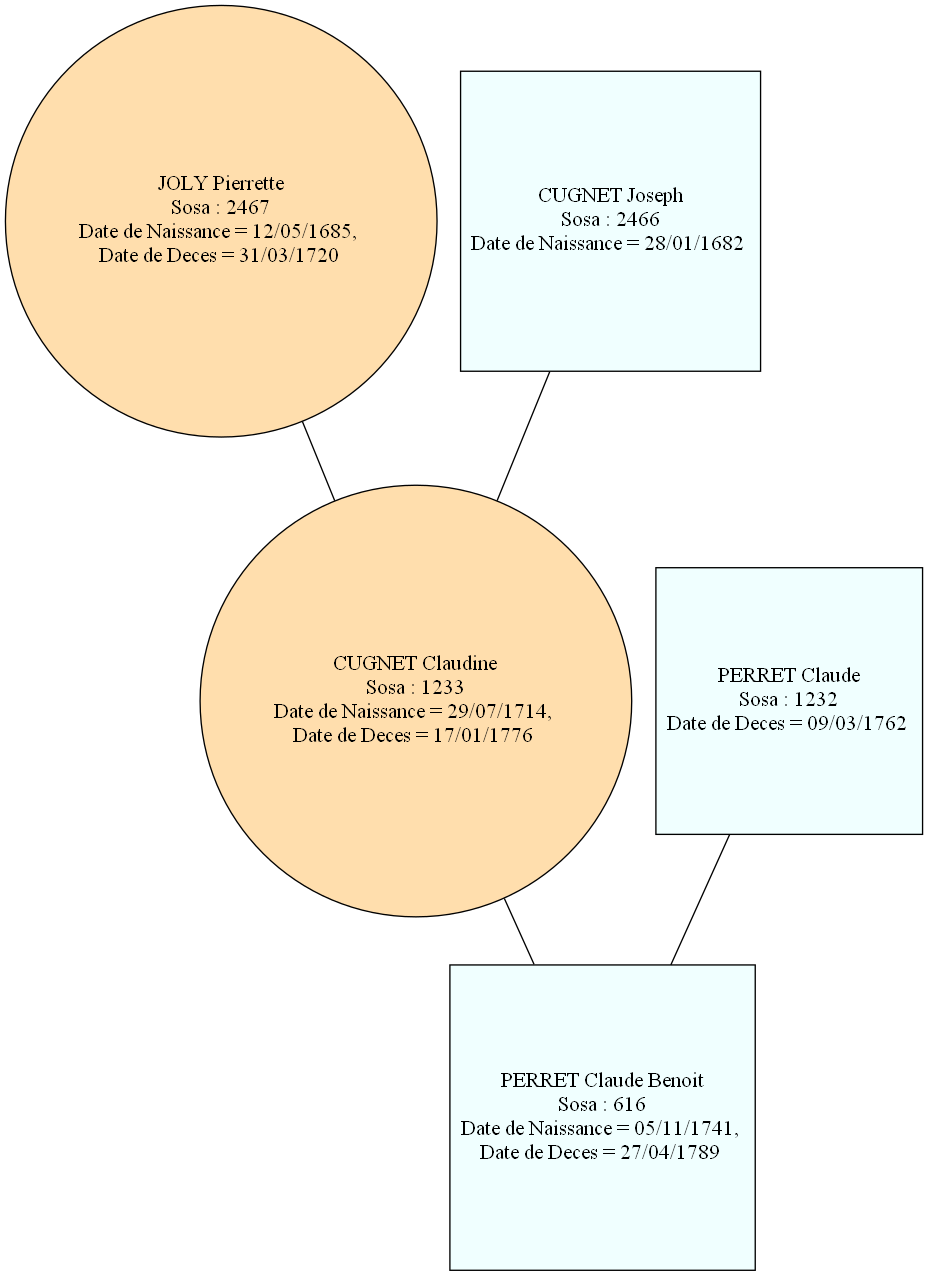 JOLY Pierrette
Sosa : 2467
Date de Naissance = 12/05/1685,
Date de Deces = 31/03/1720
CUGNET Joseph
Sosa : 2466
Date de Naissance = 28/01/1682
CUGNET Claudine
Sosa : 1233
Date de Naissance = 29/07/1714,
Date de Deces = 17/01/1776
PERRET Claude
Sosa : 1232
Date de Deces = 09/03/1762
PERRET Claude Benoit
Sosa : 616
Date de Naissance = 05/11/1741,
Date de Deces = 27/04/1789